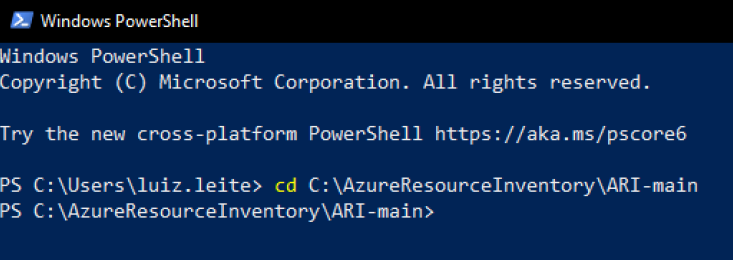 Windows PowerShell
Windows PowerShell
Copyright (C) Microsoft Corporation. All rights reserved.
Try the new cross-platform PowerShell https://aka.ms/pscore6
PS C:\Users\luiz.leite> cd C:\AzureResourceInventory\ARI-main
PS C:\AzureResourceInventory\ARI-main>